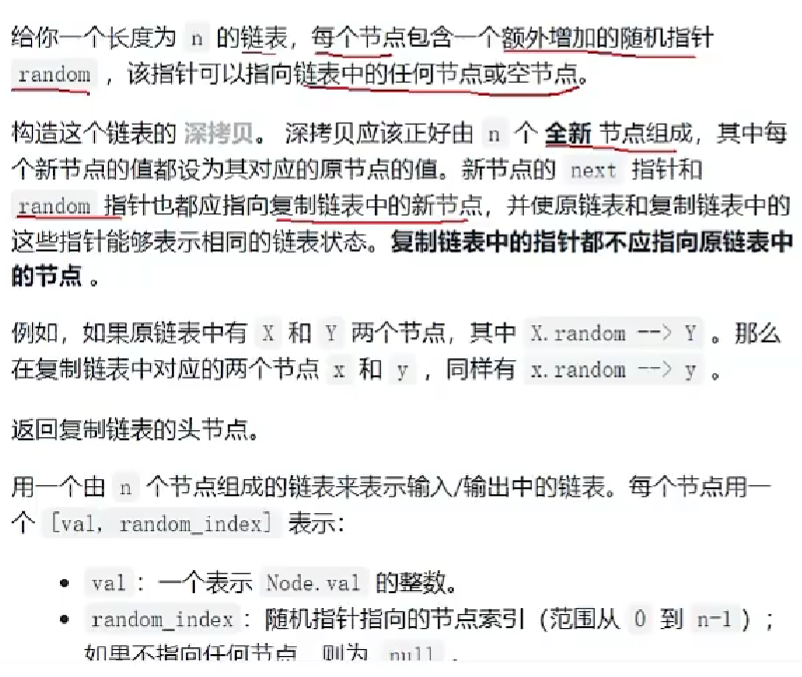 给你一个长度为 n 的链表，每个节点包含一个额外增加的随机指针
random ，该指针可以指向链表中的任何节点或空节点。
构造这个链表的 深拷贝。 深拷贝应该正好由 n 个 全新 节点组成，其中每
个新节点的值都设为其对应的原节点的值。新节点的 next 指针和
random 指针也都应指向复制链表中的新节点，并使原链表和复制链表中的
这些指针能够表示相同的链表状态。复制链表中的指针都不应指向原链表中
的节点 。
例如，如果原链表中有 X 和 Y 两个节点，其中 X.random --> Y 。那么
在复制链表中对应的两个节点 x 和 y ，同样有 x.random --> y 。
返回复制链表的头节点。
用一个由 n 个节点组成的链表来表示输入/输出中的链表。每个节点用一
个 [val, random_index] 表示：
• val：一个表示 Node.val 的整数。
• random_index：随机指针指向的节点索引（范围从 0 到 n-1）；
如果不指向任何节点，则为 null 。